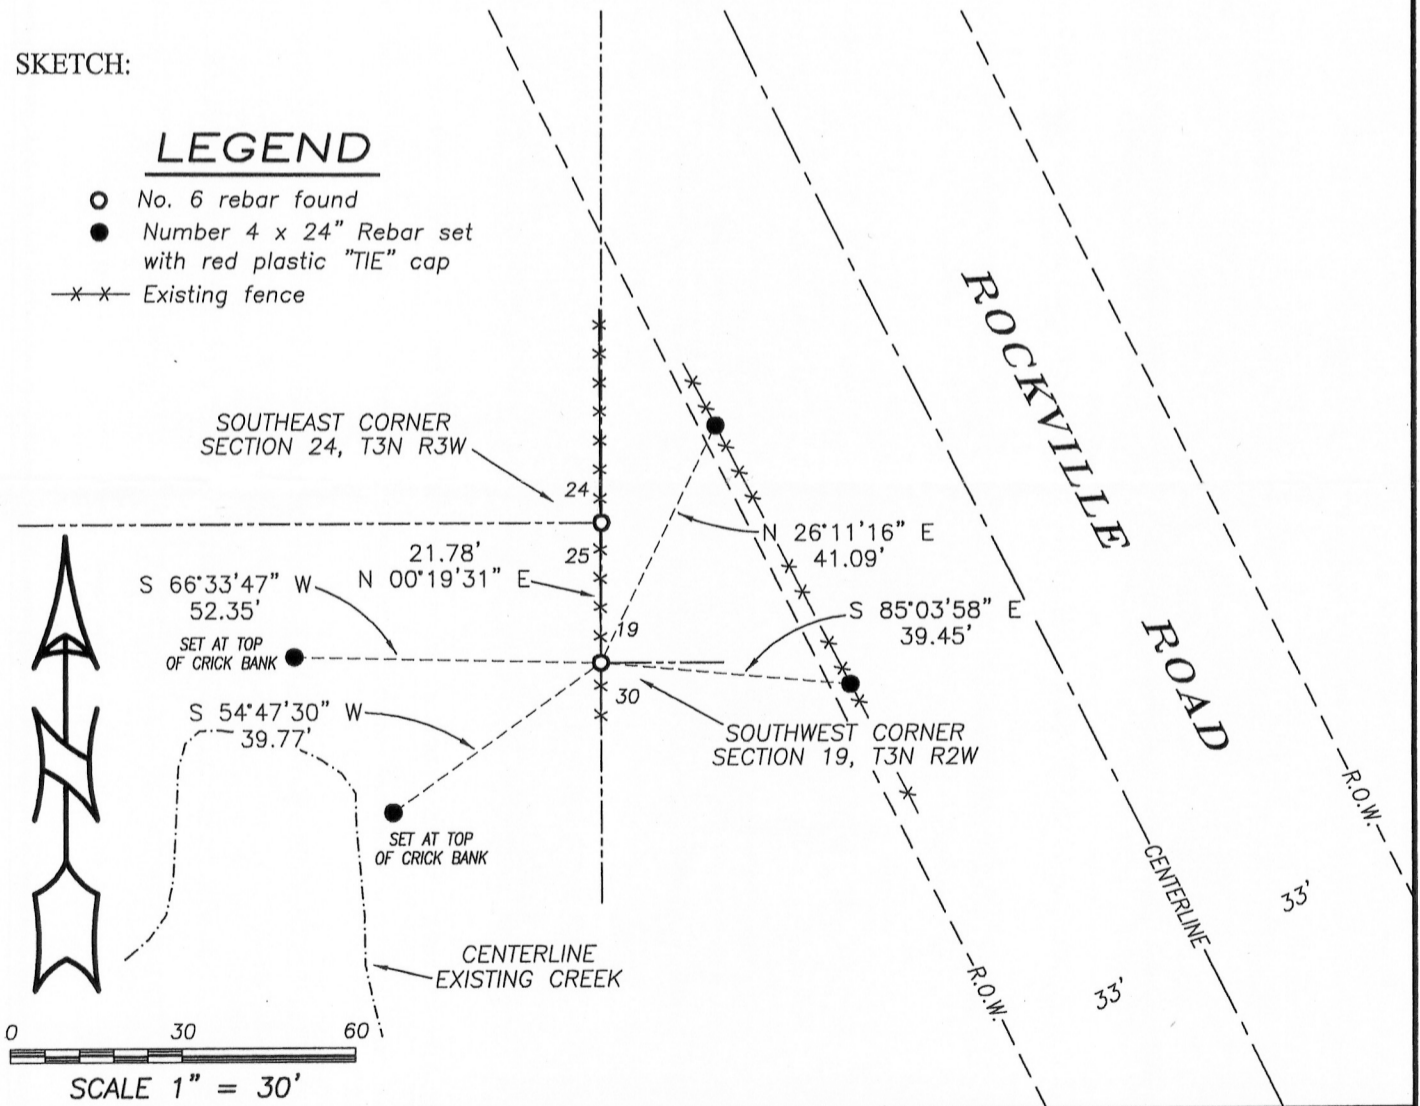 SKETCH:
LEGEND
No. 6 rebar found
Number 4 x 24" Rebar set
with red plastic "TIE" cap
Existing fence
SOUTHEAST CORNER
SECTION 24, T3N R3W
24
25
21.78'
N 00°19'31" E
S 66°33'47" W
52.35'
SET AT TOP
OF CRICK BANK
19
30
N 26°11'16" E
41.09'
S 85°03'58" E
39.45'
S 54°47'30" W
39.77'
SOUTHWEST CORNER
SECTION 19, T3N R2W
SET AT TOP
OF CRICK BANK
CENTERLINE
EXISTING CREEK
ROCKVILLE ROAD
R.O.W.
CENTERLINE
33'
33'
R.O.W.
0 30 60
SCALE 1" = 30'